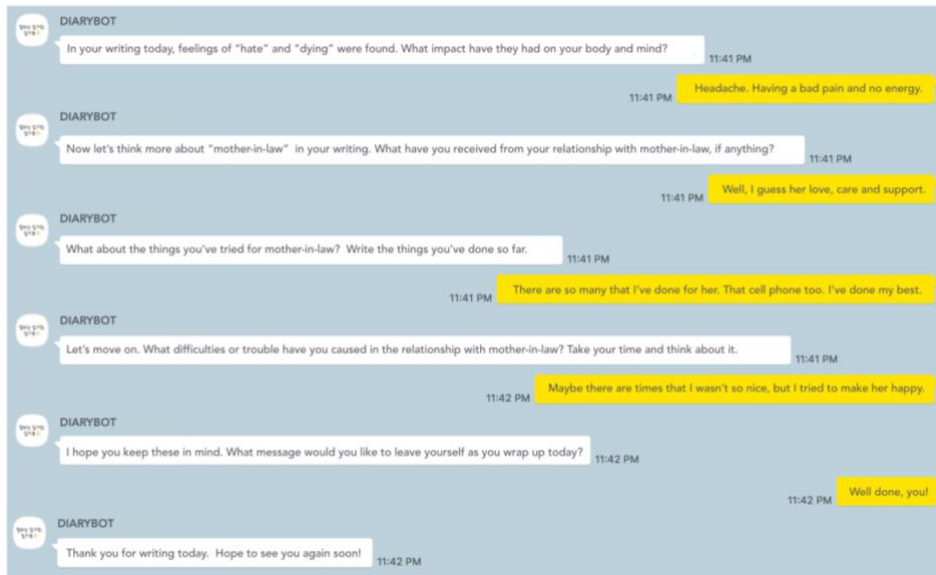 DIARYBOT
In your writing today, feelings of "hate" and "dying" were found. What impact have they had on your body and mind?
11:41 PM
Headache. Having a bad pain and no energy.
11:41 PM
DIARYBOT
Now let's think more about "mother-in-law" in your writing. What have you received from your relationship with mother-in-law, if anything?
11:41 PM
Well, I guess her love, care and support.
11:41 PM
DIARYBOT
What about the things you've tried for mother-in-law? Write the things you've done so far.
11:41 PM
There are so many that I've done for her. That cell phone too. I've done my best.
11:41 PM
DIARYBOT
Let's move on. What difficulties or trouble have you caused in the relationship with mother-in-law? Take your time and think about it.
11:41 PM
Maybe there are times that I wasn't so nice, but I tried to make her happy.
11:42 PM
DIARYBOT
I hope you keep these in mind. What message would you like to leave yourself as you wrap up today?
11:42 PM
Well done, you!
11:42 PM
DIARYBOT
Thank you for writing today. Hope to see you again soon!
11:42 PM